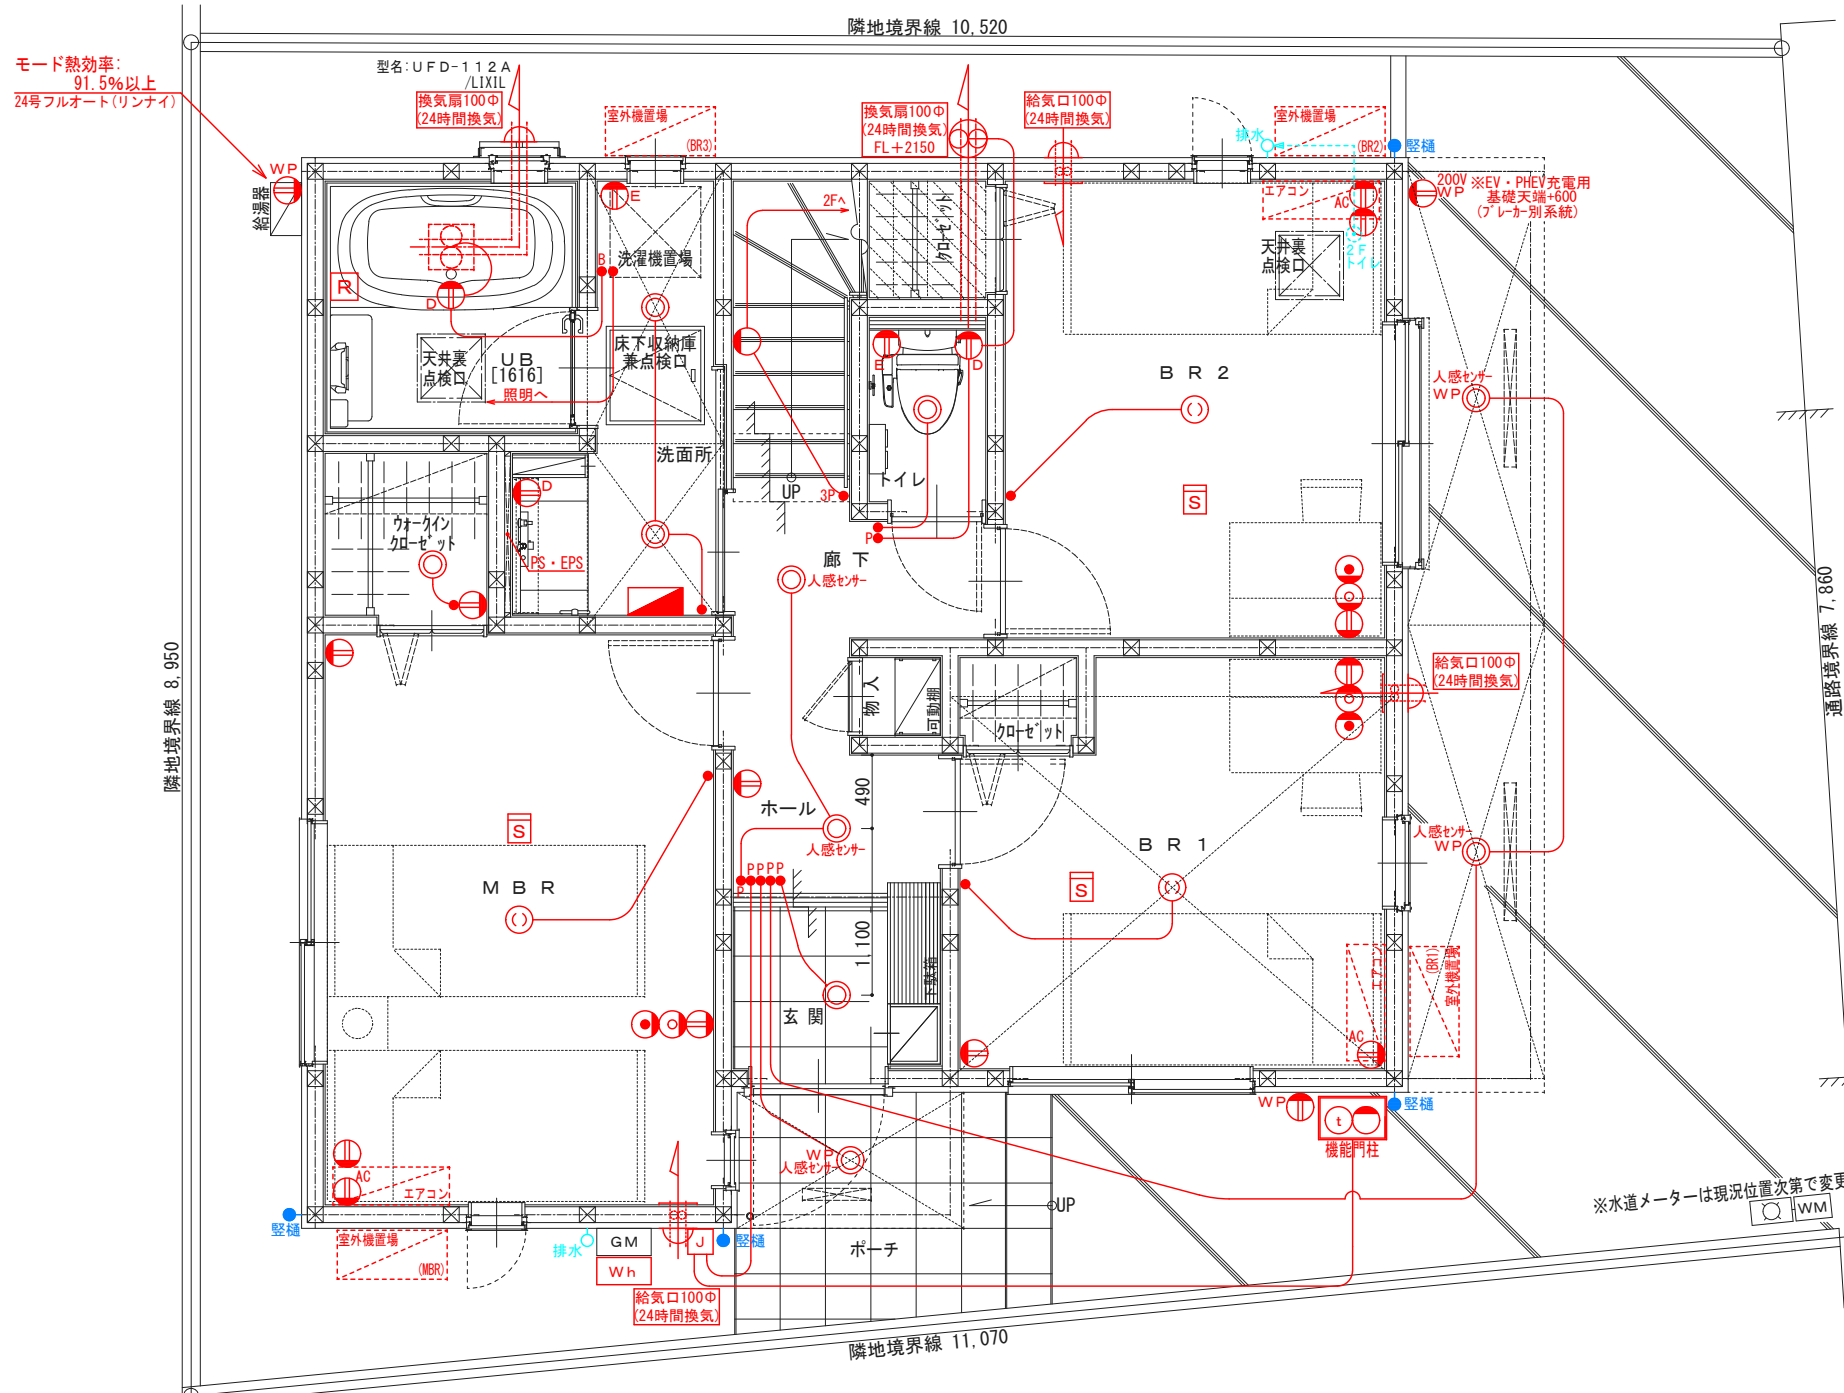 隣地境界線 10,520
モード熱効率:
91.5%以上
24号フルオート(リンナイ)
型名:UFD-112A
/LIXIL
換気扇100Φ
(24時間換気)
室外機置場
(BR3)
換気扇100Φ
(24時間換気)
FL+2150
給気口100Φ
(24時間換気)
排水
室外機置場
(BR2)
竪樋
WP
給湯器
E
2Fへ
クローゼット
エアコン
AC
200V ※EV・PHEV充電用
WP 基礎天端+600
(ブレーカー別系統)
洗濯機置場
天井裏
点検口
2F
トイレ
R
B
D
床下収納庫
兼点検口
天井裏
点検口
UB
[1616]
照明へ
E
D
BR2
人感センサー
WP
洗面所
トイレ
UP
3P
D
S
ウォークイン
クローゼット
PS・EPS
P
廊下
人感センサー
通路境界線 7,860
隣地境界線 8,950
物入
可動棚
クローゼット
給気口100Φ
(24時間換気)
490
ホール
人感センサー
S
BR1
人感センサー
WP
MBR
P
P
P
P
P
S
1,100
下駄箱
玄関
エアコン
AC
(BR1)
室外機置場
WP
竪樋
t
機能門柱
WP
人感センサー
AC
エアコン
竪樋
室外機置場
(MBR)
排水
GM
Wh
J
竪樋
ポーチ
UP
※水道メーターは現況位置次第で変更
WM
給気口100Φ
(24時間換気)
隣地境界線 11,070